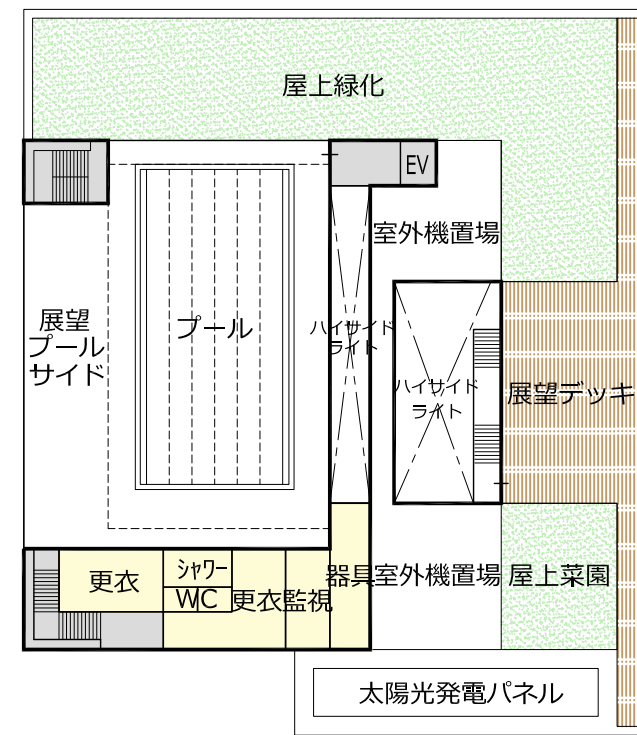 屋上緑化
EV
室外機置場
展望
プール
サイド
プール
ハイサイド
ライト
ハイサイド
ライト
展望デッキ
更衣
シャワー
WC
更衣
監視
器具
室外機置場
屋上菜園
太陽光発電パネル